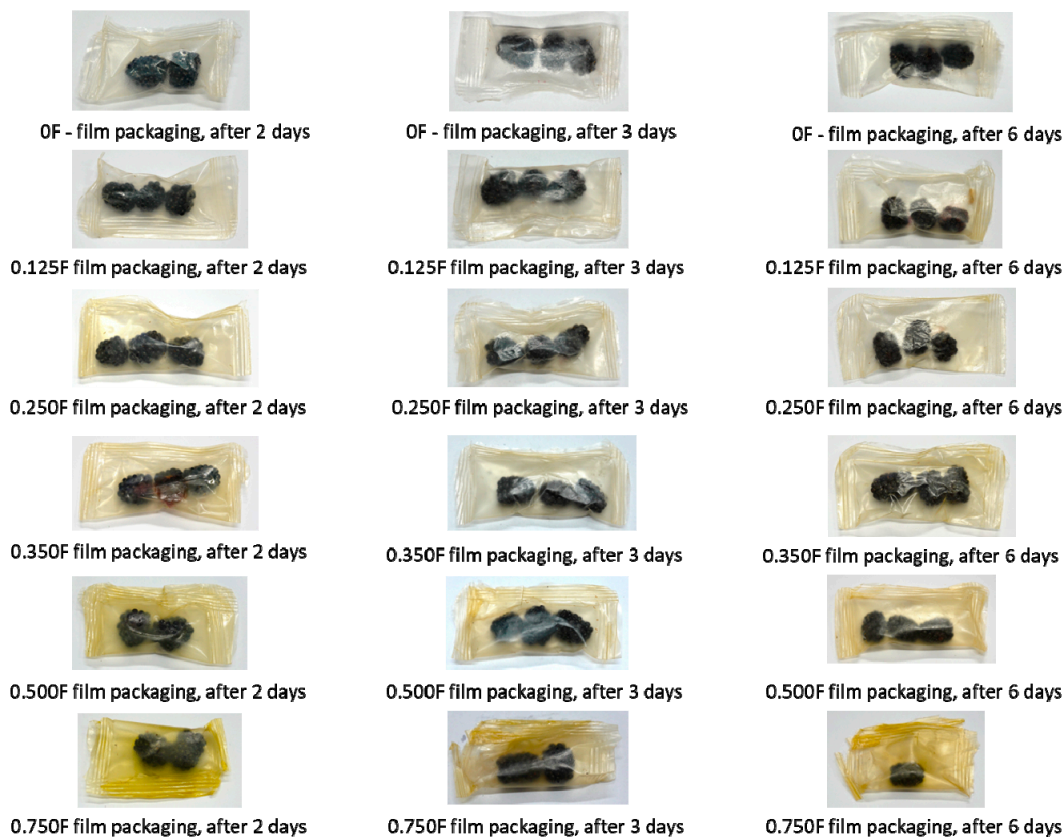 0F - film packaging, after 2 days
0F - film packaging, after 3 days
0F - film packaging, after 6 days
0.125F film packaging, after 2 days
0.125F film packaging, after 3 days
0.125F film packaging, after 6 days
0.250F film packaging, after 2 days
0.250F film packaging, after 3 days
0.250F film packaging, after 6 days
0.350F film packaging, after 2 days
0.350F film packaging, after 3 days
0.350F film packaging, after 6 days
0.500F film packaging, after 2 days
0.500F film packaging, after 3 days
0.500F film packaging, after 6 days
0.750F film packaging, after 2 days
0.750F film packaging, after 3 days
0.750F film packaging, after 6 days